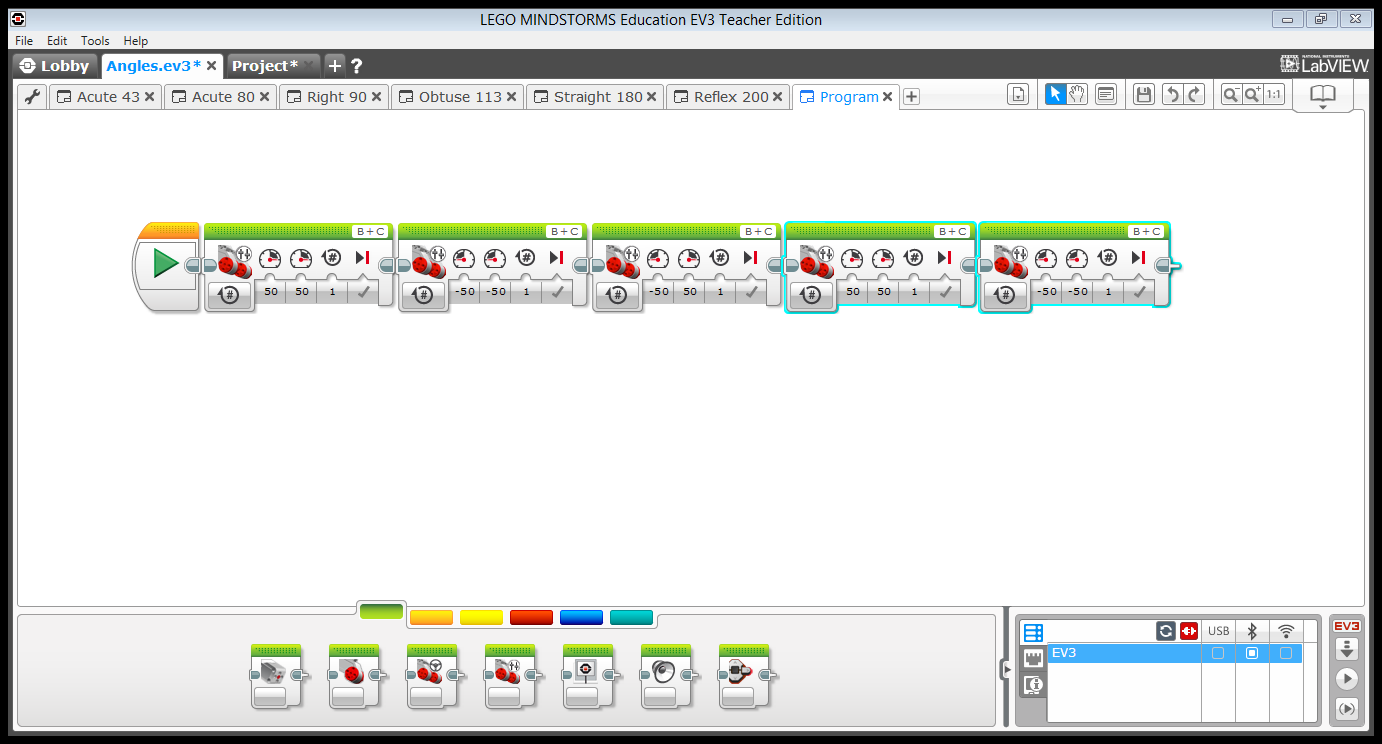 LEGO MINDSTORMS Education EV3 Teacher Edition
File Edit Tools Help
Lobby Angles.ev3* Project* + ?
NATIONAL INSTRUMENTS
LabVIEW
Acute 43 Acute 80 Right 90 Obtuse 113 Straight 180 Reflex 200 Program 1:1
B + C B + C B + C B + C B + C
# # # # #
50 50 1 -50 -50 1 -50 50 1 50 50 1 -50 -50 1
# # # # #
USB
EV3
EV3